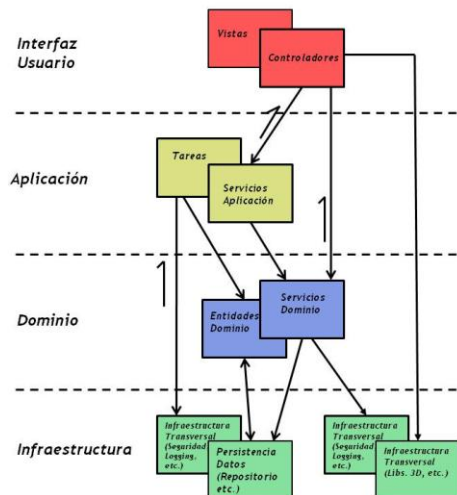 Interfaz
Usuario
Vistas
Controladores
Aplicación
Tareas
Servicios
Aplicación
Dominio
Entidades
Dominio
Servicios
Dominio
Infraestructura
Infraestructura
Transversal
(Seguridad
Logging,
etc.)
Persistencia
Datos
(Repositorio
etc.)
Infraestructura
Transversal
(Seguridad
Logging,
etc.)
Infraestructura
Transversal
(Libs. 3D, etc.)